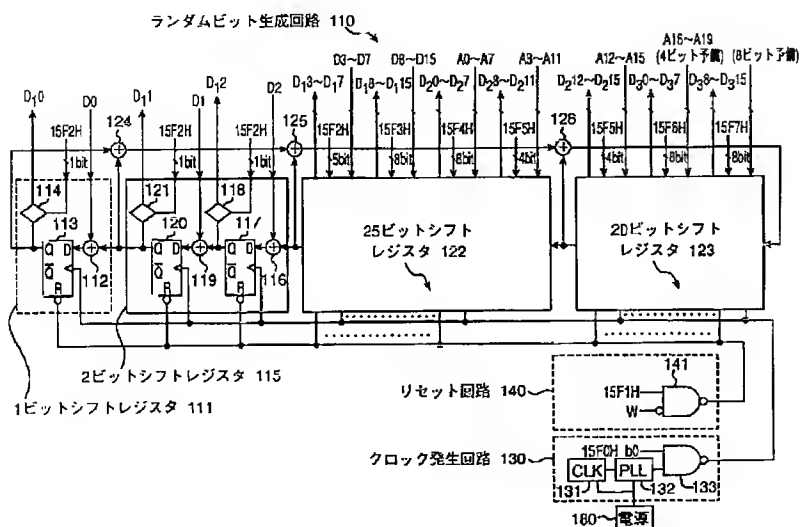 ランダムビット生成回路 110
D3~D7 D8~D15 A0~A7 A8~A11 A12~A15 A16~A19
(4ビット予備) (8ビット予備)
D₁0 D0 D₁1 D1 D₁2 D2 D₁3~D₁7 D₁8~D₁15 D₂0~D₂7 D₂8~D₂11 D₂12~D₂15 D₃0~D₃7 D₃8~D₃15
124 125 126
15F2H 15F2H 15F2H 15F2H 15F3H 15F4H 15F5H 15F5H 15F6H 15F7H
1bit 1bit 1bit 5bit 8bit 8bit 4bit 4bit 8bit 8bit
114 121 118
113 120 117
Q D Q D Q D
Q̅ Q̅ Q̅
R R R
112 119 116
25ビットシフト
レジスタ 122
20ビットシフト
レジスタ 123
2ビットシフトレジスタ 115
1ビットシフトレジスタ 111
リセット回路 140
15F1H
W
141
クロック発生回路 130
15F0H b0
CLK PLL
131 132 133
180 電源